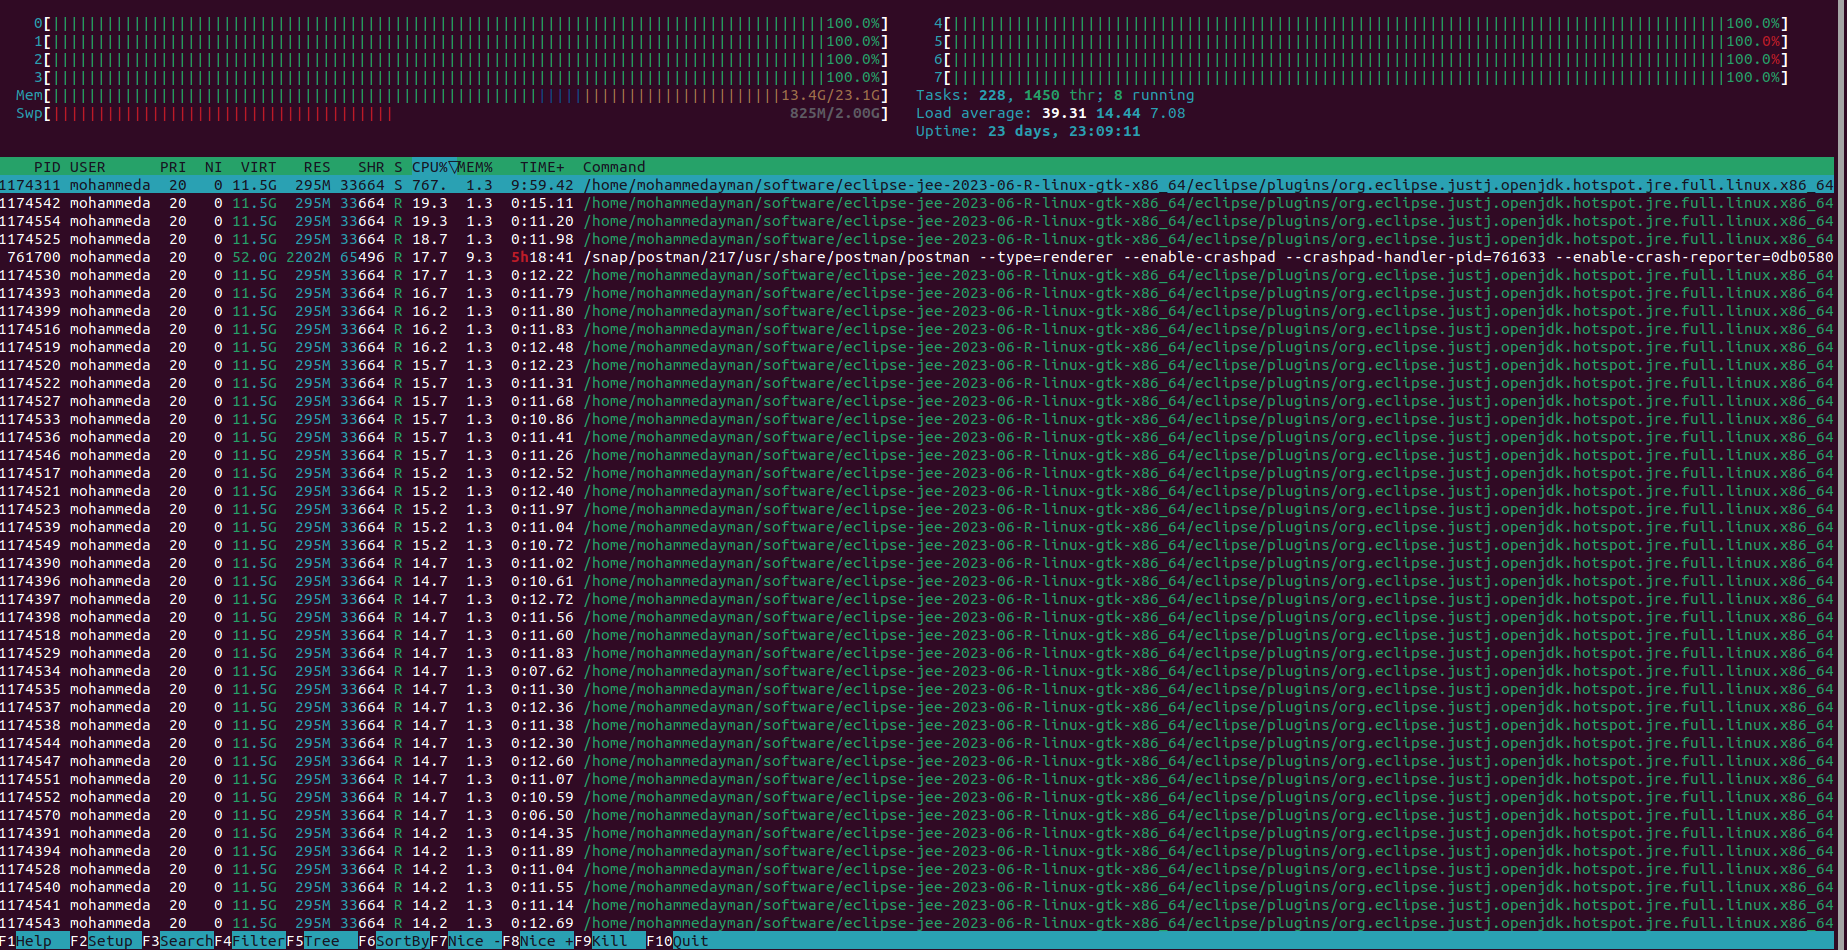 0[100.0%] 4[100.0%]
1[100.0%] 5[100.0%]
2[100.0%] 6[100.0%]
3[100.0%] 7[100.0%]
Mem[13.4G/23.1G] Tasks: 228, 1450 thr; 8 running
Swp[825M/2.00G] Load average: 39.31 14.44 7.08
Uptime: 23 days, 23:09:11
PID USER PRI NI VIRT RES SHR S CPU%▽MEM% TIME+ Command
1174311 mohammeda 20 0 11.5G 295M 33664 S 767. 1.3 9:59.42 /home/mohammedayman/software/eclipse-jee-2023-06-R-linux-gtk-x86_64/eclipse/plugins/org.eclipse.justj.openjdk.hotspot.jre.full.linux.x86_64
1174542 mohammeda 20 0 11.5G 295M 33664 R 19.3 1.3 0:15.11 /home/mohammedayman/software/eclipse-jee-2023-06-R-linux-gtk-x86_64/eclipse/plugins/org.eclipse.justj.openjdk.hotspot.jre.full.linux.x86_64
1174554 mohammeda 20 0 11.5G 295M 33664 R 19.3 1.3 0:11.20 /home/mohammedayman/software/eclipse-jee-2023-06-R-linux-gtk-x86_64/eclipse/plugins/org.eclipse.justj.openjdk.hotspot.jre.full.linux.x86_64
1174525 mohammeda 20 0 11.5G 295M 33664 R 18.7 1.3 0:11.98 /home/mohammedayman/software/eclipse-jee-2023-06-R-linux-gtk-x86_64/eclipse/plugins/org.eclipse.justj.openjdk.hotspot.jre.full.linux.x86_64
761700 mohammeda 20 0 52.0G 2202M 65496 R 17.7 9.3 5h18:41 /snap/postman/217/usr/share/postman/postman --type=renderer --enable-crashpad --crashpad-handler-pid=761633 --enable-crash-reporter=0db0580
1174530 mohammeda 20 0 11.5G 295M 33664 R 17.7 1.3 0:12.22 /home/mohammedayman/software/eclipse-jee-2023-06-R-linux-gtk-x86_64/eclipse/plugins/org.eclipse.justj.openjdk.hotspot.jre.full.linux.x86_64
1174393 mohammeda 20 0 11.5G 295M 33664 R 16.7 1.3 0:11.79 /home/mohammedayman/software/eclipse-jee-2023-06-R-linux-gtk-x86_64/eclipse/plugins/org.eclipse.justj.openjdk.hotspot.jre.full.linux.x86_64
1174399 mohammeda 20 0 11.5G 295M 33664 R 16.2 1.3 0:11.80 /home/mohammedayman/software/eclipse-jee-2023-06-R-linux-gtk-x86_64/eclipse/plugins/org.eclipse.justj.openjdk.hotspot.jre.full.linux.x86_64
1174516 mohammeda 20 0 11.5G 295M 33664 R 16.2 1.3 0:11.83 /home/mohammedayman/software/eclipse-jee-2023-06-R-linux-gtk-x86_64/eclipse/plugins/org.eclipse.justj.openjdk.hotspot.jre.full.linux.x86_64
1174519 mohammeda 20 0 11.5G 295M 33664 R 16.2 1.3 0:12.48 /home/mohammedayman/software/eclipse-jee-2023-06-R-linux-gtk-x86_64/eclipse/plugins/org.eclipse.justj.openjdk.hotspot.jre.full.linux.x86_64
1174520 mohammeda 20 0 11.5G 295M 33664 R 15.7 1.3 0:12.23 /home/mohammedayman/software/eclipse-jee-2023-06-R-linux-gtk-x86_64/eclipse/plugins/org.eclipse.justj.openjdk.hotspot.jre.full.linux.x86_64
1174522 mohammeda 20 0 11.5G 295M 33664 R 15.7 1.3 0:11.31 /home/mohammedayman/software/eclipse-jee-2023-06-R-linux-gtk-x86_64/eclipse/plugins/org.eclipse.justj.openjdk.hotspot.jre.full.linux.x86_64
1174527 mohammeda 20 0 11.5G 295M 33664 R 15.7 1.3 0:11.68 /home/mohammedayman/software/eclipse-jee-2023-06-R-linux-gtk-x86_64/eclipse/plugins/org.eclipse.justj.openjdk.hotspot.jre.full.linux.x86_64
1174533 mohammeda 20 0 11.5G 295M 33664 R 15.7 1.3 0:10.86 /home/mohammedayman/software/eclipse-jee-2023-06-R-linux-gtk-x86_64/eclipse/plugins/org.eclipse.justj.openjdk.hotspot.jre.full.linux.x86_64
1174536 mohammeda 20 0 11.5G 295M 33664 R 15.7 1.3 0:11.41 /home/mohammedayman/software/eclipse-jee-2023-06-R-linux-gtk-x86_64/eclipse/plugins/org.eclipse.justj.openjdk.hotspot.jre.full.linux.x86_64
1174546 mohammeda 20 0 11.5G 295M 33664 R 15.7 1.3 0:11.26 /home/mohammedayman/software/eclipse-jee-2023-06-R-linux-gtk-x86_64/eclipse/plugins/org.eclipse.justj.openjdk.hotspot.jre.full.linux.x86_64
1174517 mohammeda 20 0 11.5G 295M 33664 R 15.2 1.3 0:12.52 /home/mohammedayman/software/eclipse-jee-2023-06-R-linux-gtk-x86_64/eclipse/plugins/org.eclipse.justj.openjdk.hotspot.jre.full.linux.x86_64
1174521 mohammeda 20 0 11.5G 295M 33664 R 15.2 1.3 0:12.40 /home/mohammedayman/software/eclipse-jee-2023-06-R-linux-gtk-x86_64/eclipse/plugins/org.eclipse.justj.openjdk.hotspot.jre.full.linux.x86_64
1174523 mohammeda 20 0 11.5G 295M 33664 R 15.2 1.3 0:11.97 /home/mohammedayman/software/eclipse-jee-2023-06-R-linux-gtk-x86_64/eclipse/plugins/org.eclipse.justj.openjdk.hotspot.jre.full.linux.x86_64
1174539 mohammeda 20 0 11.5G 295M 33664 R 15.2 1.3 0:11.04 /home/mohammedayman/software/eclipse-jee-2023-06-R-linux-gtk-x86_64/eclipse/plugins/org.eclipse.justj.openjdk.hotspot.jre.full.linux.x86_64
1174549 mohammeda 20 0 11.5G 295M 33664 R 15.2 1.3 0:10.72 /home/mohammedayman/software/eclipse-jee-2023-06-R-linux-gtk-x86_64/eclipse/plugins/org.eclipse.justj.openjdk.hotspot.jre.full.linux.x86_64
1174390 mohammeda 20 0 11.5G 295M 33664 R 14.7 1.3 0:11.02 /home/mohammedayman/software/eclipse-jee-2023-06-R-linux-gtk-x86_64/eclipse/plugins/org.eclipse.justj.openjdk.hotspot.jre.full.linux.x86_64
1174396 mohammeda 20 0 11.5G 295M 33664 R 14.7 1.3 0:10.61 /home/mohammedayman/software/eclipse-jee-2023-06-R-linux-gtk-x86_64/eclipse/plugins/org.eclipse.justj.openjdk.hotspot.jre.full.linux.x86_64
1174397 mohammeda 20 0 11.5G 295M 33664 R 14.7 1.3 0:12.72 /home/mohammedayman/software/eclipse-jee-2023-06-R-linux-gtk-x86_64/eclipse/plugins/org.eclipse.justj.openjdk.hotspot.jre.full.linux.x86_64
1174398 mohammeda 20 0 11.5G 295M 33664 R 14.7 1.3 0:11.56 /home/mohammedayman/software/eclipse-jee-2023-06-R-linux-gtk-x86_64/eclipse/plugins/org.eclipse.justj.openjdk.hotspot.jre.full.linux.x86_64
1174518 mohammeda 20 0 11.5G 295M 33664 R 14.7 1.3 0:11.60 /home/mohammedayman/software/eclipse-jee-2023-06-R-linux-gtk-x86_64/eclipse/plugins/org.eclipse.justj.openjdk.hotspot.jre.full.linux.x86_64
1174529 mohammeda 20 0 11.5G 295M 33664 R 14.7 1.3 0:11.83 /home/mohammedayman/software/eclipse-jee-2023-06-R-linux-gtk-x86_64/eclipse/plugins/org.eclipse.justj.openjdk.hotspot.jre.full.linux.x86_64
1174534 mohammeda 20 0 11.5G 295M 33664 R 14.7 1.3 0:07.62 /home/mohammedayman/software/eclipse-jee-2023-06-R-linux-gtk-x86_64/eclipse/plugins/org.eclipse.justj.openjdk.hotspot.jre.full.linux.x86_64
1174535 mohammeda 20 0 11.5G 295M 33664 R 14.7 1.3 0:11.30 /home/mohammedayman/software/eclipse-jee-2023-06-R-linux-gtk-x86_64/eclipse/plugins/org.eclipse.justj.openjdk.hotspot.jre.full.linux.x86_64
1174537 mohammeda 20 0 11.5G 295M 33664 R 14.7 1.3 0:12.36 /home/mohammedayman/software/eclipse-jee-2023-06-R-linux-gtk-x86_64/eclipse/plugins/org.eclipse.justj.openjdk.hotspot.jre.full.linux.x86_64
1174538 mohammeda 20 0 11.5G 295M 33664 R 14.7 1.3 0:11.38 /home/mohammedayman/software/eclipse-jee-2023-06-R-linux-gtk-x86_64/eclipse/plugins/org.eclipse.justj.openjdk.hotspot.jre.full.linux.x86_64
1174544 mohammeda 20 0 11.5G 295M 33664 R 14.7 1.3 0:12.30 /home/mohammedayman/software/eclipse-jee-2023-06-R-linux-gtk-x86_64/eclipse/plugins/org.eclipse.justj.openjdk.hotspot.jre.full.linux.x86_64
1174547 mohammeda 20 0 11.5G 295M 33664 R 14.7 1.3 0:12.60 /home/mohammedayman/software/eclipse-jee-2023-06-R-linux-gtk-x86_64/eclipse/plugins/org.eclipse.justj.openjdk.hotspot.jre.full.linux.x86_64
1174551 mohammeda 20 0 11.5G 295M 33664 R 14.7 1.3 0:11.07 /home/mohammedayman/software/eclipse-jee-2023-06-R-linux-gtk-x86_64/eclipse/plugins/org.eclipse.justj.openjdk.hotspot.jre.full.linux.x86_64
1174552 mohammeda 20 0 11.5G 295M 33664 R 14.7 1.3 0:10.59 /home/mohammedayman/software/eclipse-jee-2023-06-R-linux-gtk-x86_64/eclipse/plugins/org.eclipse.justj.openjdk.hotspot.jre.full.linux.x86_64
1174570 mohammeda 20 0 11.5G 295M 33664 R 14.7 1.3 0:06.50 /home/mohammedayman/software/eclipse-jee-2023-06-R-linux-gtk-x86_64/eclipse/plugins/org.eclipse.justj.openjdk.hotspot.jre.full.linux.x86_64
1174391 mohammeda 20 0 11.5G 295M 33664 R 14.2 1.3 0:14.35 /home/mohammedayman/software/eclipse-jee-2023-06-R-linux-gtk-x86_64/eclipse/plugins/org.eclipse.justj.openjdk.hotspot.jre.full.linux.x86_64
1174394 mohammeda 20 0 11.5G 295M 33664 R 14.2 1.3 0:11.89 /home/mohammedayman/software/eclipse-jee-2023-06-R-linux-gtk-x86_64/eclipse/plugins/org.eclipse.justj.openjdk.hotspot.jre.full.linux.x86_64
1174528 mohammeda 20 0 11.5G 295M 33664 R 14.2 1.3 0:11.04 /home/mohammedayman/software/eclipse-jee-2023-06-R-linux-gtk-x86_64/eclipse/plugins/org.eclipse.justj.openjdk.hotspot.jre.full.linux.x86_64
1174540 mohammeda 20 0 11.5G 295M 33664 R 14.2 1.3 0:11.55 /home/mohammedayman/software/eclipse-jee-2023-06-R-linux-gtk-x86_64/eclipse/plugins/org.eclipse.justj.openjdk.hotspot.jre.full.linux.x86_64
1174541 mohammeda 20 0 11.5G 295M 33664 R 14.2 1.3 0:11.14 /home/mohammedayman/software/eclipse-jee-2023-06-R-linux-gtk-x86_64/eclipse/plugins/org.eclipse.justj.openjdk.hotspot.jre.full.linux.x86_64
1174543 mohammeda 20 0 11.5G 295M 33664 R 14.2 1.3 0:12.69 /home/mohammedayman/software/eclipse-jee-2023-06-R-linux-gtk-x86_64/eclipse/plugins/org.eclipse.justj.openjdk.hotspot.jre.full.linux.x86_64
F1Help F2Setup F3SearchF4FilterF5Tree F6SortByF7Nice -F8Nice +F9Kill F10Quit